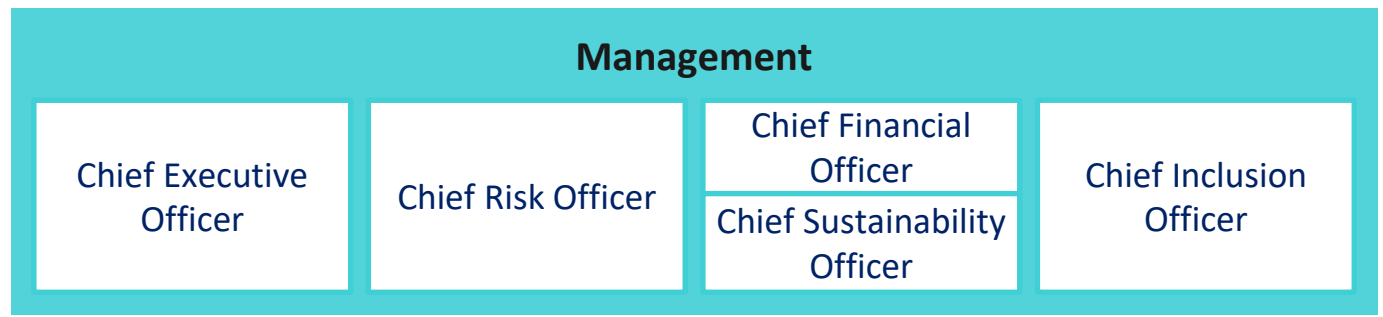 Management
Chief Executive
Officer
Chief Risk Officer
Chief Financial
Officer
Chief Sustainability
Officer
Chief Inclusion
Officer